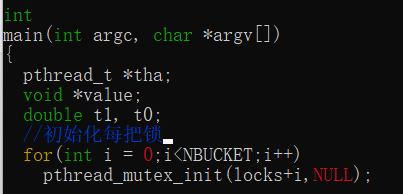 int
main(int argc, char *argv[])
{
  pthread_t *tha;
  void *value;
  double t1, t0;
  //初始化每把锁
  for(int i = 0;i<NBUCKET;i++)
    pthread_mutex_init(locks+i,NULL);